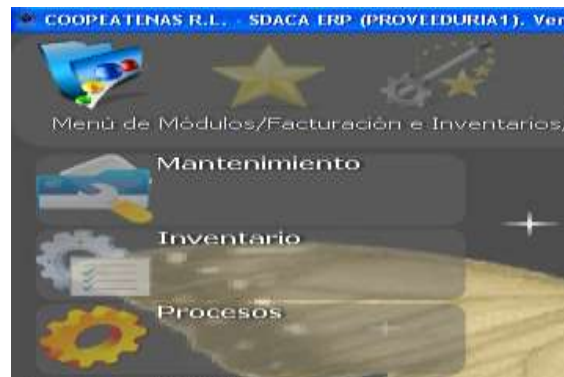 COOPEATENAS R.L. - SDACA ERP (PROVEEDURIA1). Ver
Menú de Módulos/Facturación e Inventarios/
Mantenimiento
Inventario
Procesos